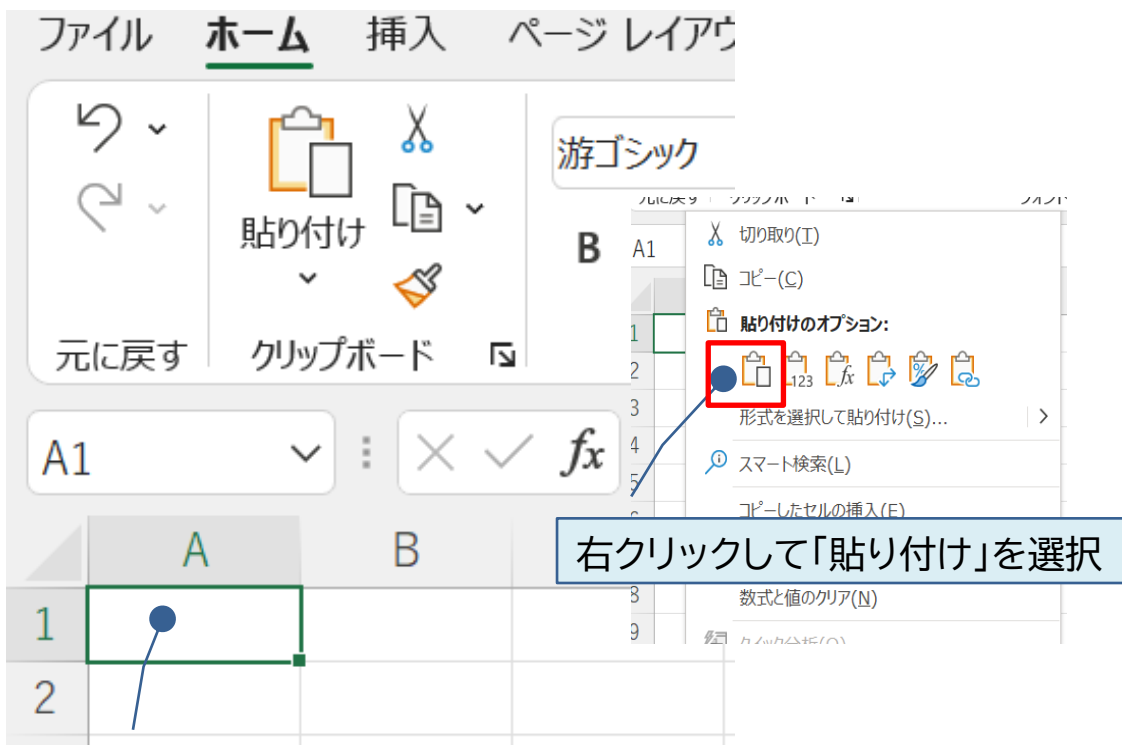 ファイル ホーム 挿入 ページ レイアウ
游ゴシック
貼り付け
B
元に戻す クリップボード
A1 fx
A B
1
2
A1
切り取り(T)
コピー(C)
貼り付けのオプション:
1
2
3
4
5
8
9
123 fx %
形式を選択して貼り付け(S)...
スマート検索(L)
コピーしたセルの挿入(E)
右クリックして「貼り付け」を選択
数式と値のクリア(N)